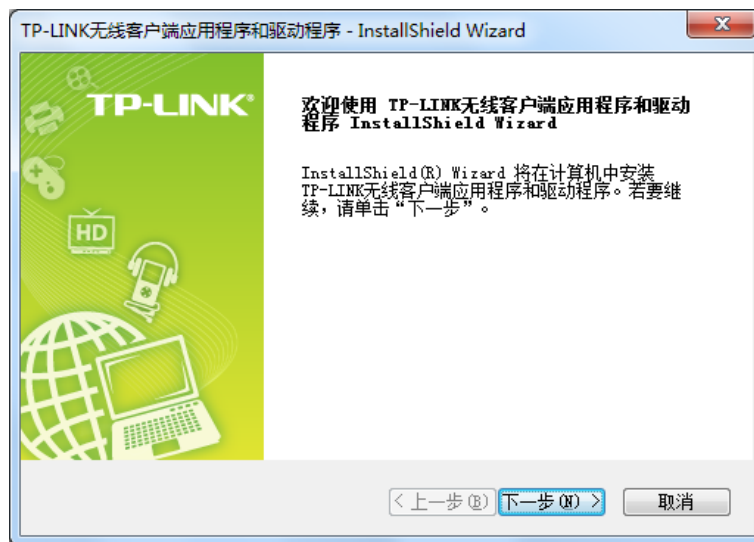 TP-LINK无线客户端应用程序和驱动程序 - InstallShield Wizard
TP-LINK®
HD
欢迎使用 TP-LINK无线客户端应用程序和驱动
程序 InstallShield Wizard
InstallShield(R) Wizard 将在计算机中安装
TP-LINK无线客户端应用程序和驱动程序。若要继
续，请单击“下一步”。
< 上一步(B) 下一步(N) > 取消